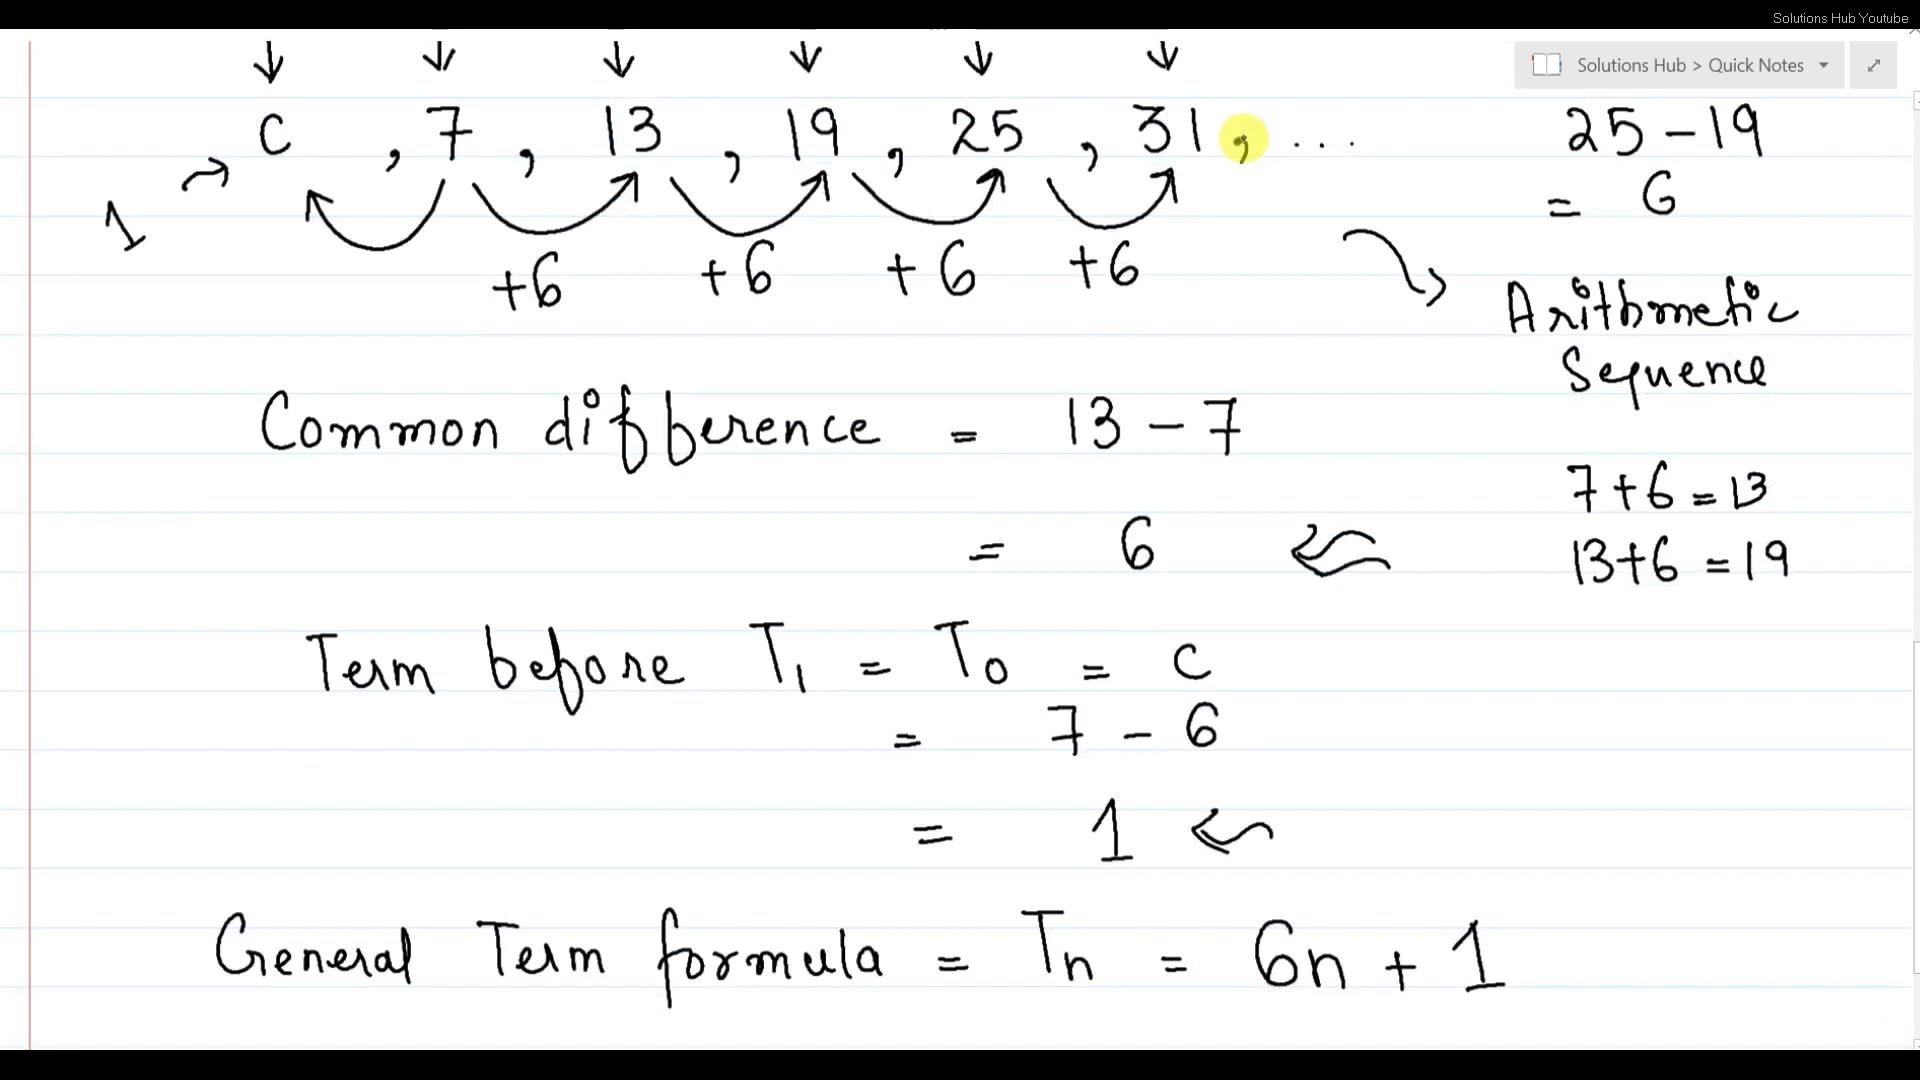 Solutions Hub Youtube
Solutions Hub > Quick Notes
c , 7 , 13 , 19 , 25 , 31 , ...
25 - 19
= 6
1
+6 +6 +6 +6
Arithmetic
Sequence
Common difference = 13 - 7
7 + 6 = 13
= 6
13 + 6 = 19
Term before T₁ = T₀ = c
= 7 - 6
= 1
General Term formula = Tn = 6n + 1